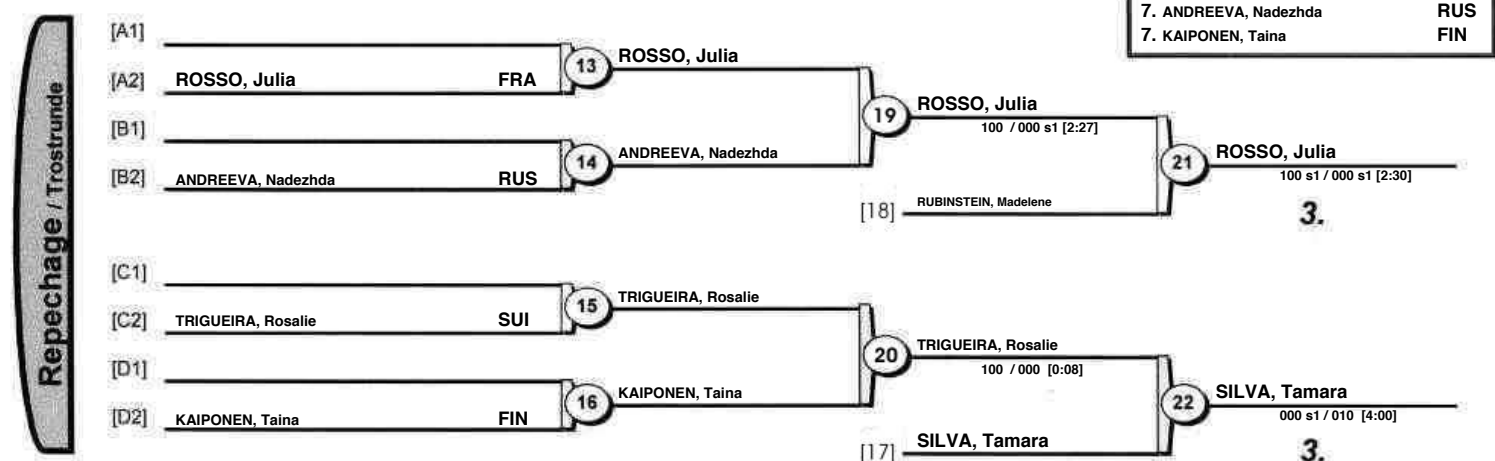 7. ANDREEVA, Nadezhda RUS
7. KAIPONEN, Taina FIN
Repechage / Trostrunde
[A1]
[A2] ROSSO, Julia FRA
13 ROSSO, Julia
[B1]
[B2] ANDREEVA, Nadezhda RUS
14 ANDREEVA, Nadezhda
19 ROSSO, Julia
100 / 000 s1 [2:27]
[18] RUBINSTEIN, Madelene
21 ROSSO, Julia
100 s1 / 000 s1 [2:30]
3.
[C1]
[C2] TRIGUEIRA, Rosalie SUI
15 TRIGUEIRA, Rosalie
[D1]
[D2] KAIPONEN, Taina FIN
16 KAIPONEN, Taina
20 TRIGUEIRA, Rosalie
100 / 000 [0:08]
[17] SILVA, Tamara
22 SILVA, Tamara
000 s1 / 010 [4:00]
3.